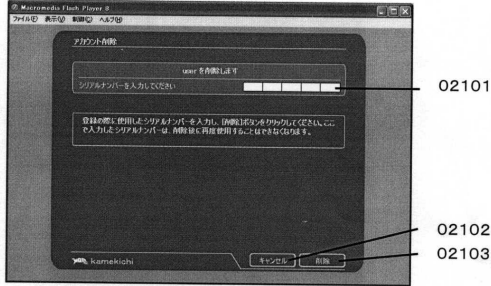 Macromedia Flash Player 8
ファイル(F) 表示(V) 制御(C) ヘルプ(H)
アカウント削除
user を削除します
シリアルナンバーを入力してください
02101
登録の際に使用したシリアルナンバーを入力し、[削除]ボタンをクリックしてください。ここ
で入力したシリアルナンバーは、削除後に再度使用することはできなくなります。
02102
02103
kamekichi
キャンセル
削除